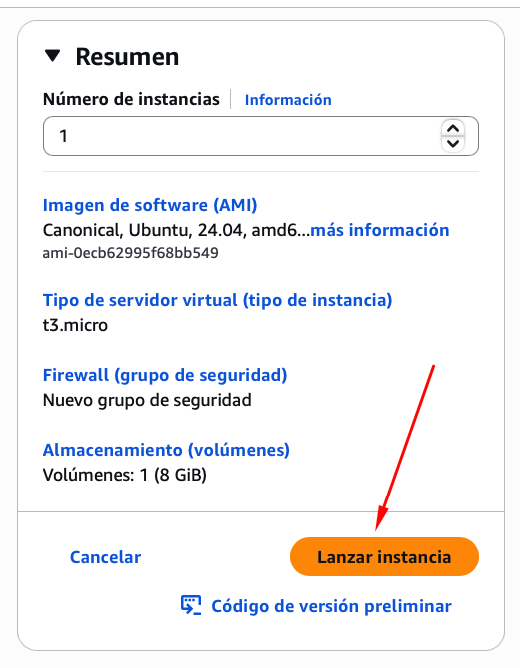 Resumen
Número de instancias Información
1
Imagen de software (AMI)
Canonical, Ubuntu, 24.04, amd6...más información
ami-0ecb62995f68bb549
Tipo de servidor virtual (tipo de instancia)
t3.micro
Firewall (grupo de seguridad)
Nuevo grupo de seguridad
Almacenamiento (volúmenes)
Volúmenes: 1 (8 GiB)
Cancelar Lanzar instancia
Código de versión preliminar